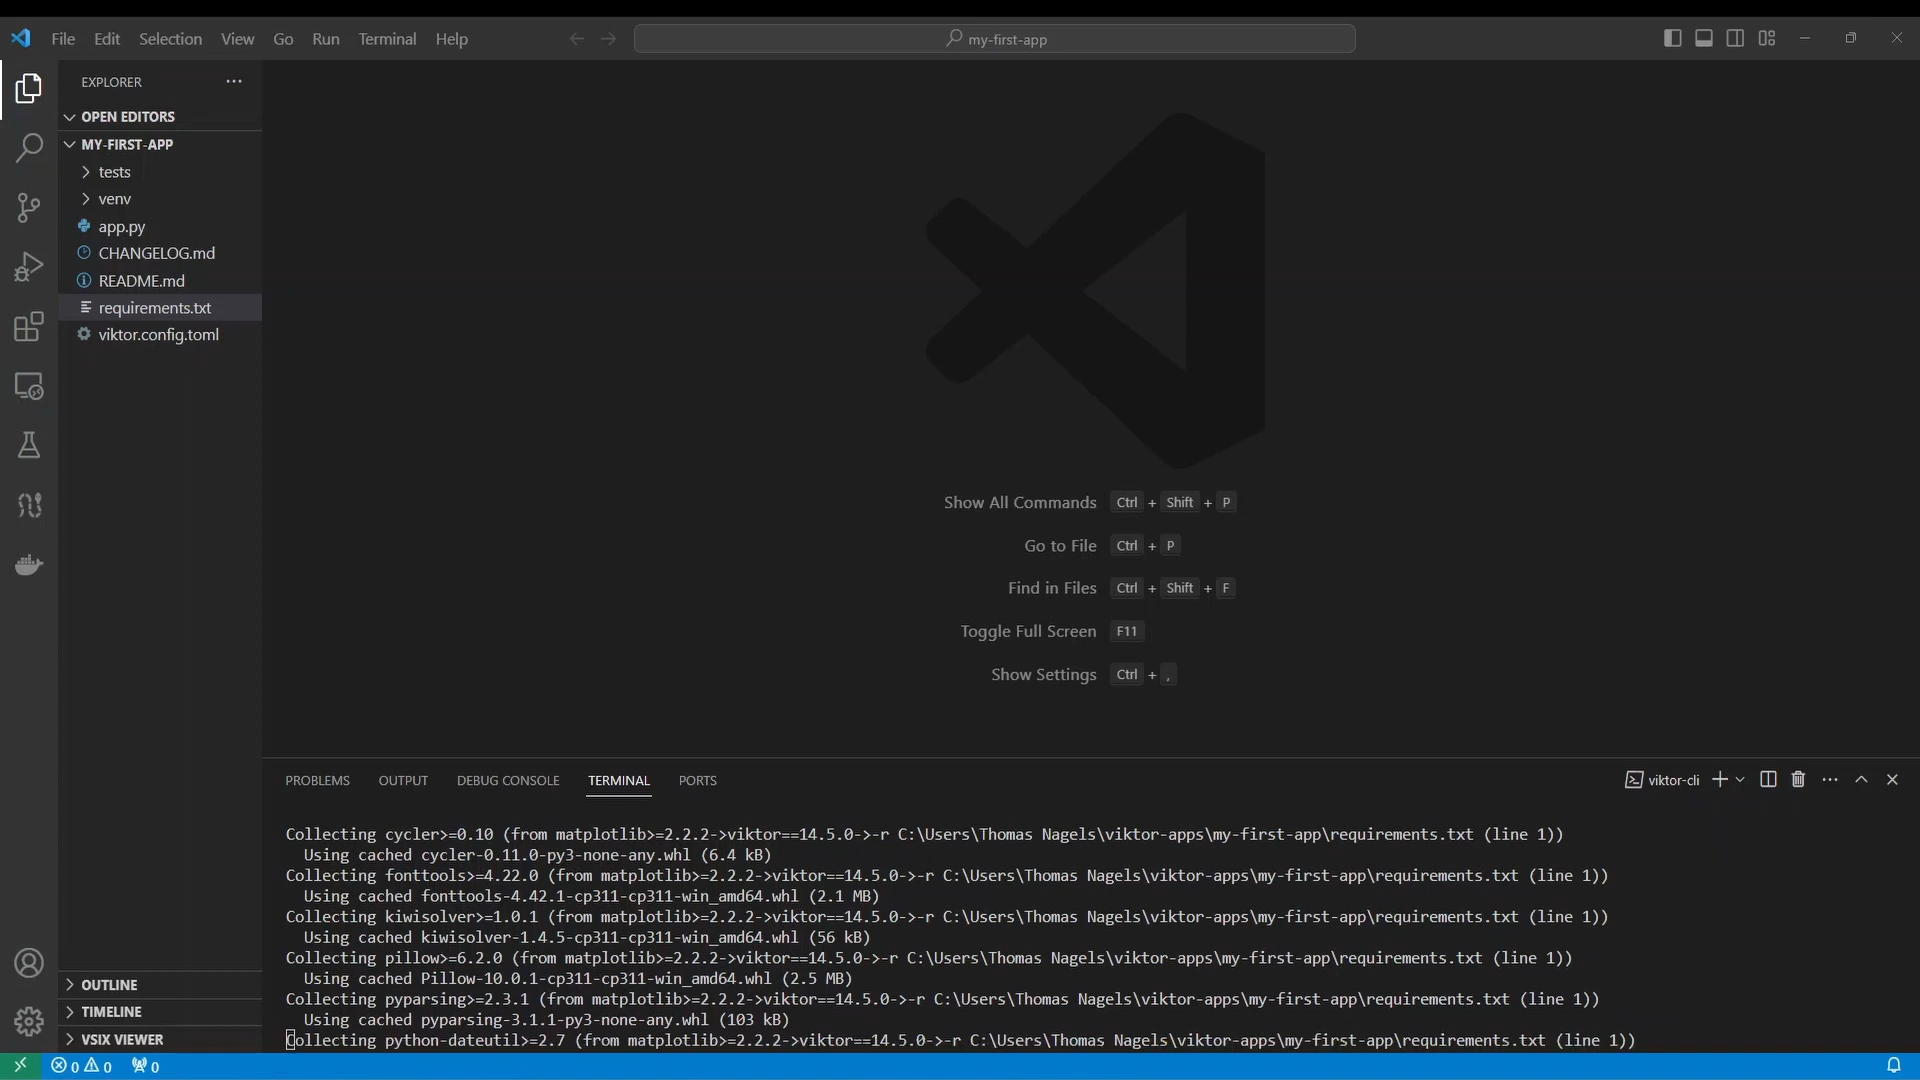 File Edit Selection View Go Run Terminal Help
my-first-app
EXPLORER
OPEN EDITORS
MY-FIRST-APP
tests
venv
app.py
CHANGELOG.md
README.md
requirements.txt
viktor.config.toml
OUTLINE
TIMELINE
VSIX VIEWER
Show All Commands Ctrl + Shift + P
Go to File Ctrl + P
Find in Files Ctrl + Shift + F
Toggle Full Screen F11
Show Settings Ctrl + ,
PROBLEMS OUTPUT DEBUG CONSOLE TERMINAL PORTS
viktor-cli
Collecting cycler>=0.10 (from matplotlib>=2.2.2->viktor==14.5.0->-r C:\Users\Thomas Nagels\viktor-apps\my-first-app\requirements.txt (line 1))
Using cached cycler-0.11.0-py3-none-any.whl (6.4 kB)
Collecting fonttools>=4.22.0 (from matplotlib>=2.2.2->viktor==14.5.0->-r C:\Users\Thomas Nagels\viktor-apps\my-first-app\requirements.txt (line 1))
Using cached fonttools-4.42.1-cp311-cp311-win_amd64.whl (2.1 MB)
Collecting kiwisolver>=1.0.1 (from matplotlib>=2.2.2->viktor==14.5.0->-r C:\Users\Thomas Nagels\viktor-apps\my-first-app\requirements.txt (line 1))
Using cached kiwisolver-1.4.5-cp311-cp311-win_amd64.whl (56 kB)
Collecting pillow>=6.2.0 (from matplotlib>=2.2.2->viktor==14.5.0->-r C:\Users\Thomas Nagels\viktor-apps\my-first-app\requirements.txt (line 1))
Using cached Pillow-10.0.1-cp311-cp311-win_amd64.whl (2.5 MB)
Collecting pyparsing>=2.3.1 (from matplotlib>=2.2.2->viktor==14.5.0->-r C:\Users\Thomas Nagels\viktor-apps\my-first-app\requirements.txt (line 1))
Using cached pyparsing-3.1.1-py3-none-any.whl (103 kB)
Collecting python-dateutil>=2.7 (from matplotlib>=2.2.2->viktor==14.5.0->-r C:\Users\Thomas Nagels\viktor-apps\my-first-app\requirements.txt (line 1))
0 0 0